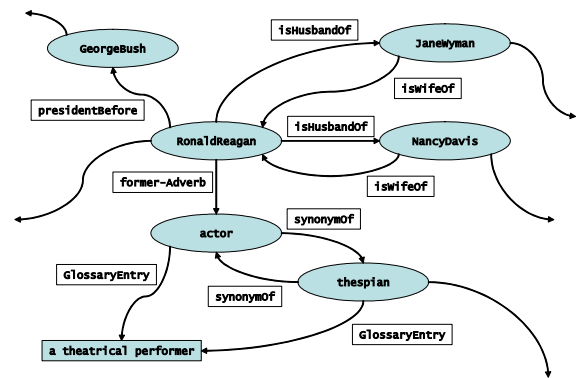 isHusbandOf
GeorgeBush
JaneWyman
isWifeOf
presidentBefore
isHusbandOf
RonaldReagan
NancyDavis
former-Adverb
isWifeOf
synonymOf
actor
GlossaryEntry
thespian
synonymOf
GlossaryEntry
a theatrical performer